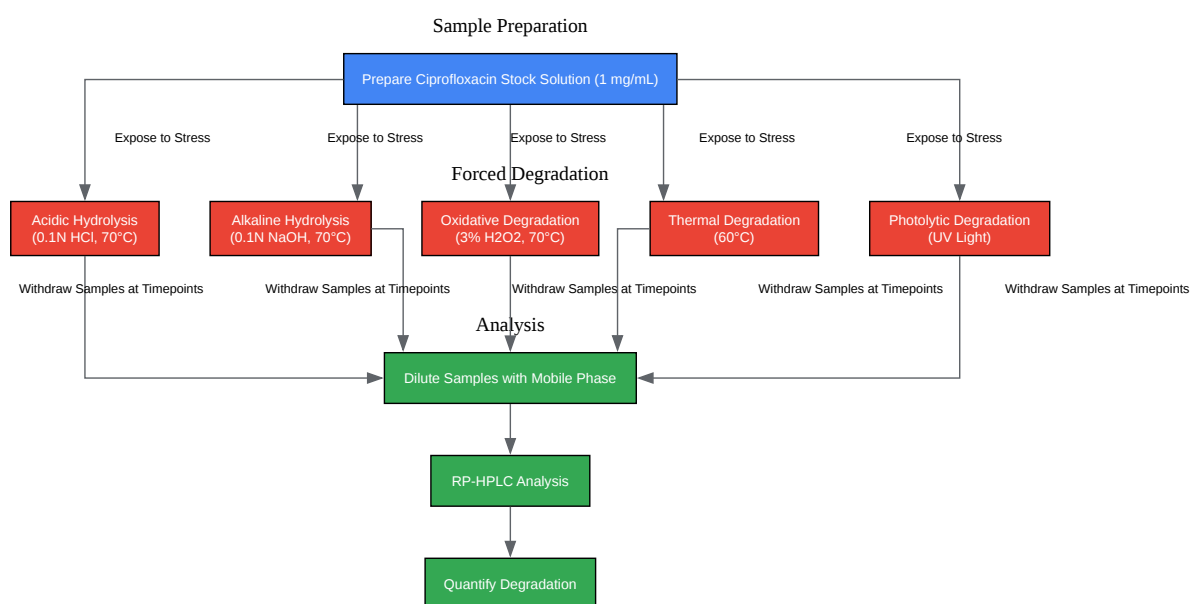 Sample Preparation
Prepare Ciprofloxacin Stock Solution (1 mg/mL)
Expose to Stress
Expose to Stress
Expose to Stress
Expose to Stress
Expose to Stress
Forced Degradation
Acidic Hydrolysis
(0.1N HCl, 70°C)
Alkaline Hydrolysis
(0.1N NaOH, 70°C)
Oxidative Degradation
(3% H2O2, 70°C)
Thermal Degradation
(60°C)
Photolytic Degradation
(UV Light)
Withdraw Samples at Timepoints
Withdraw Samples at Timepoints
Withdraw Samples at Timepoints
Withdraw Samples at Timepoints
Withdraw Samples at Timepoints
Analysis
Dilute Samples with Mobile Phase
RP-HPLC Analysis
Quantify Degradation